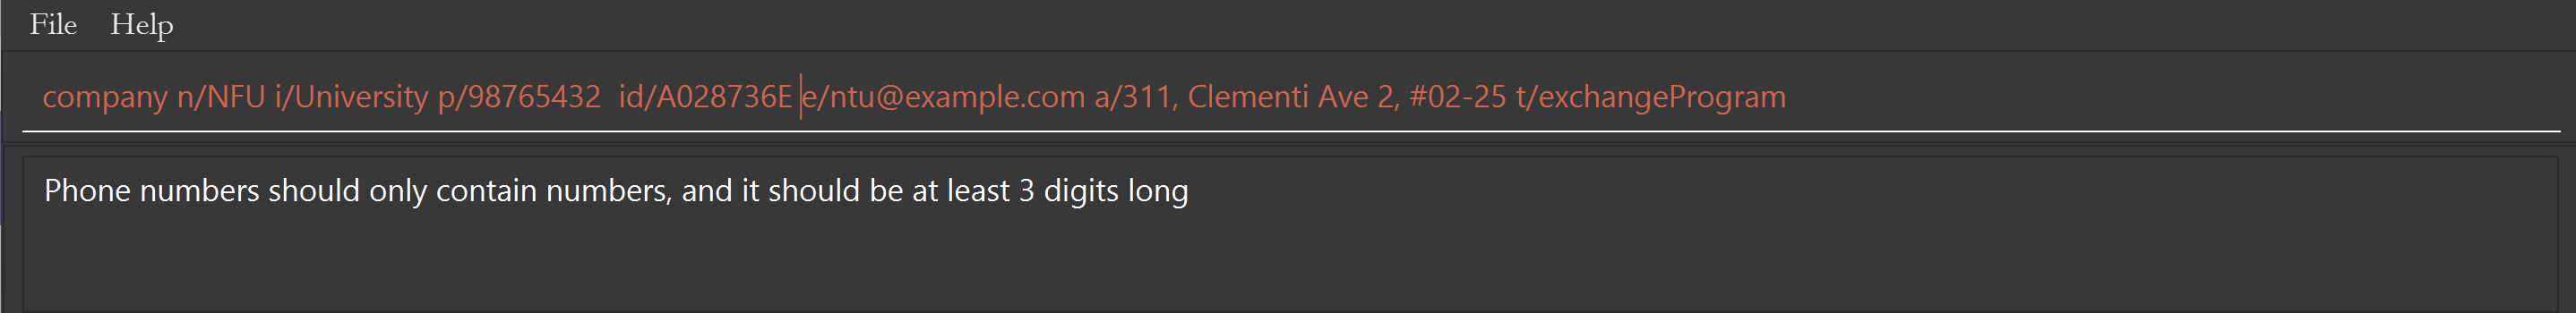 File Help
company n/NFU i/University p/98765432  id/A028736E e/ntu@example.com a/311, Clementi Ave 2, #02-25 t/exchangeProgram
Phone numbers should only contain numbers, and it should be at least 3 digits long